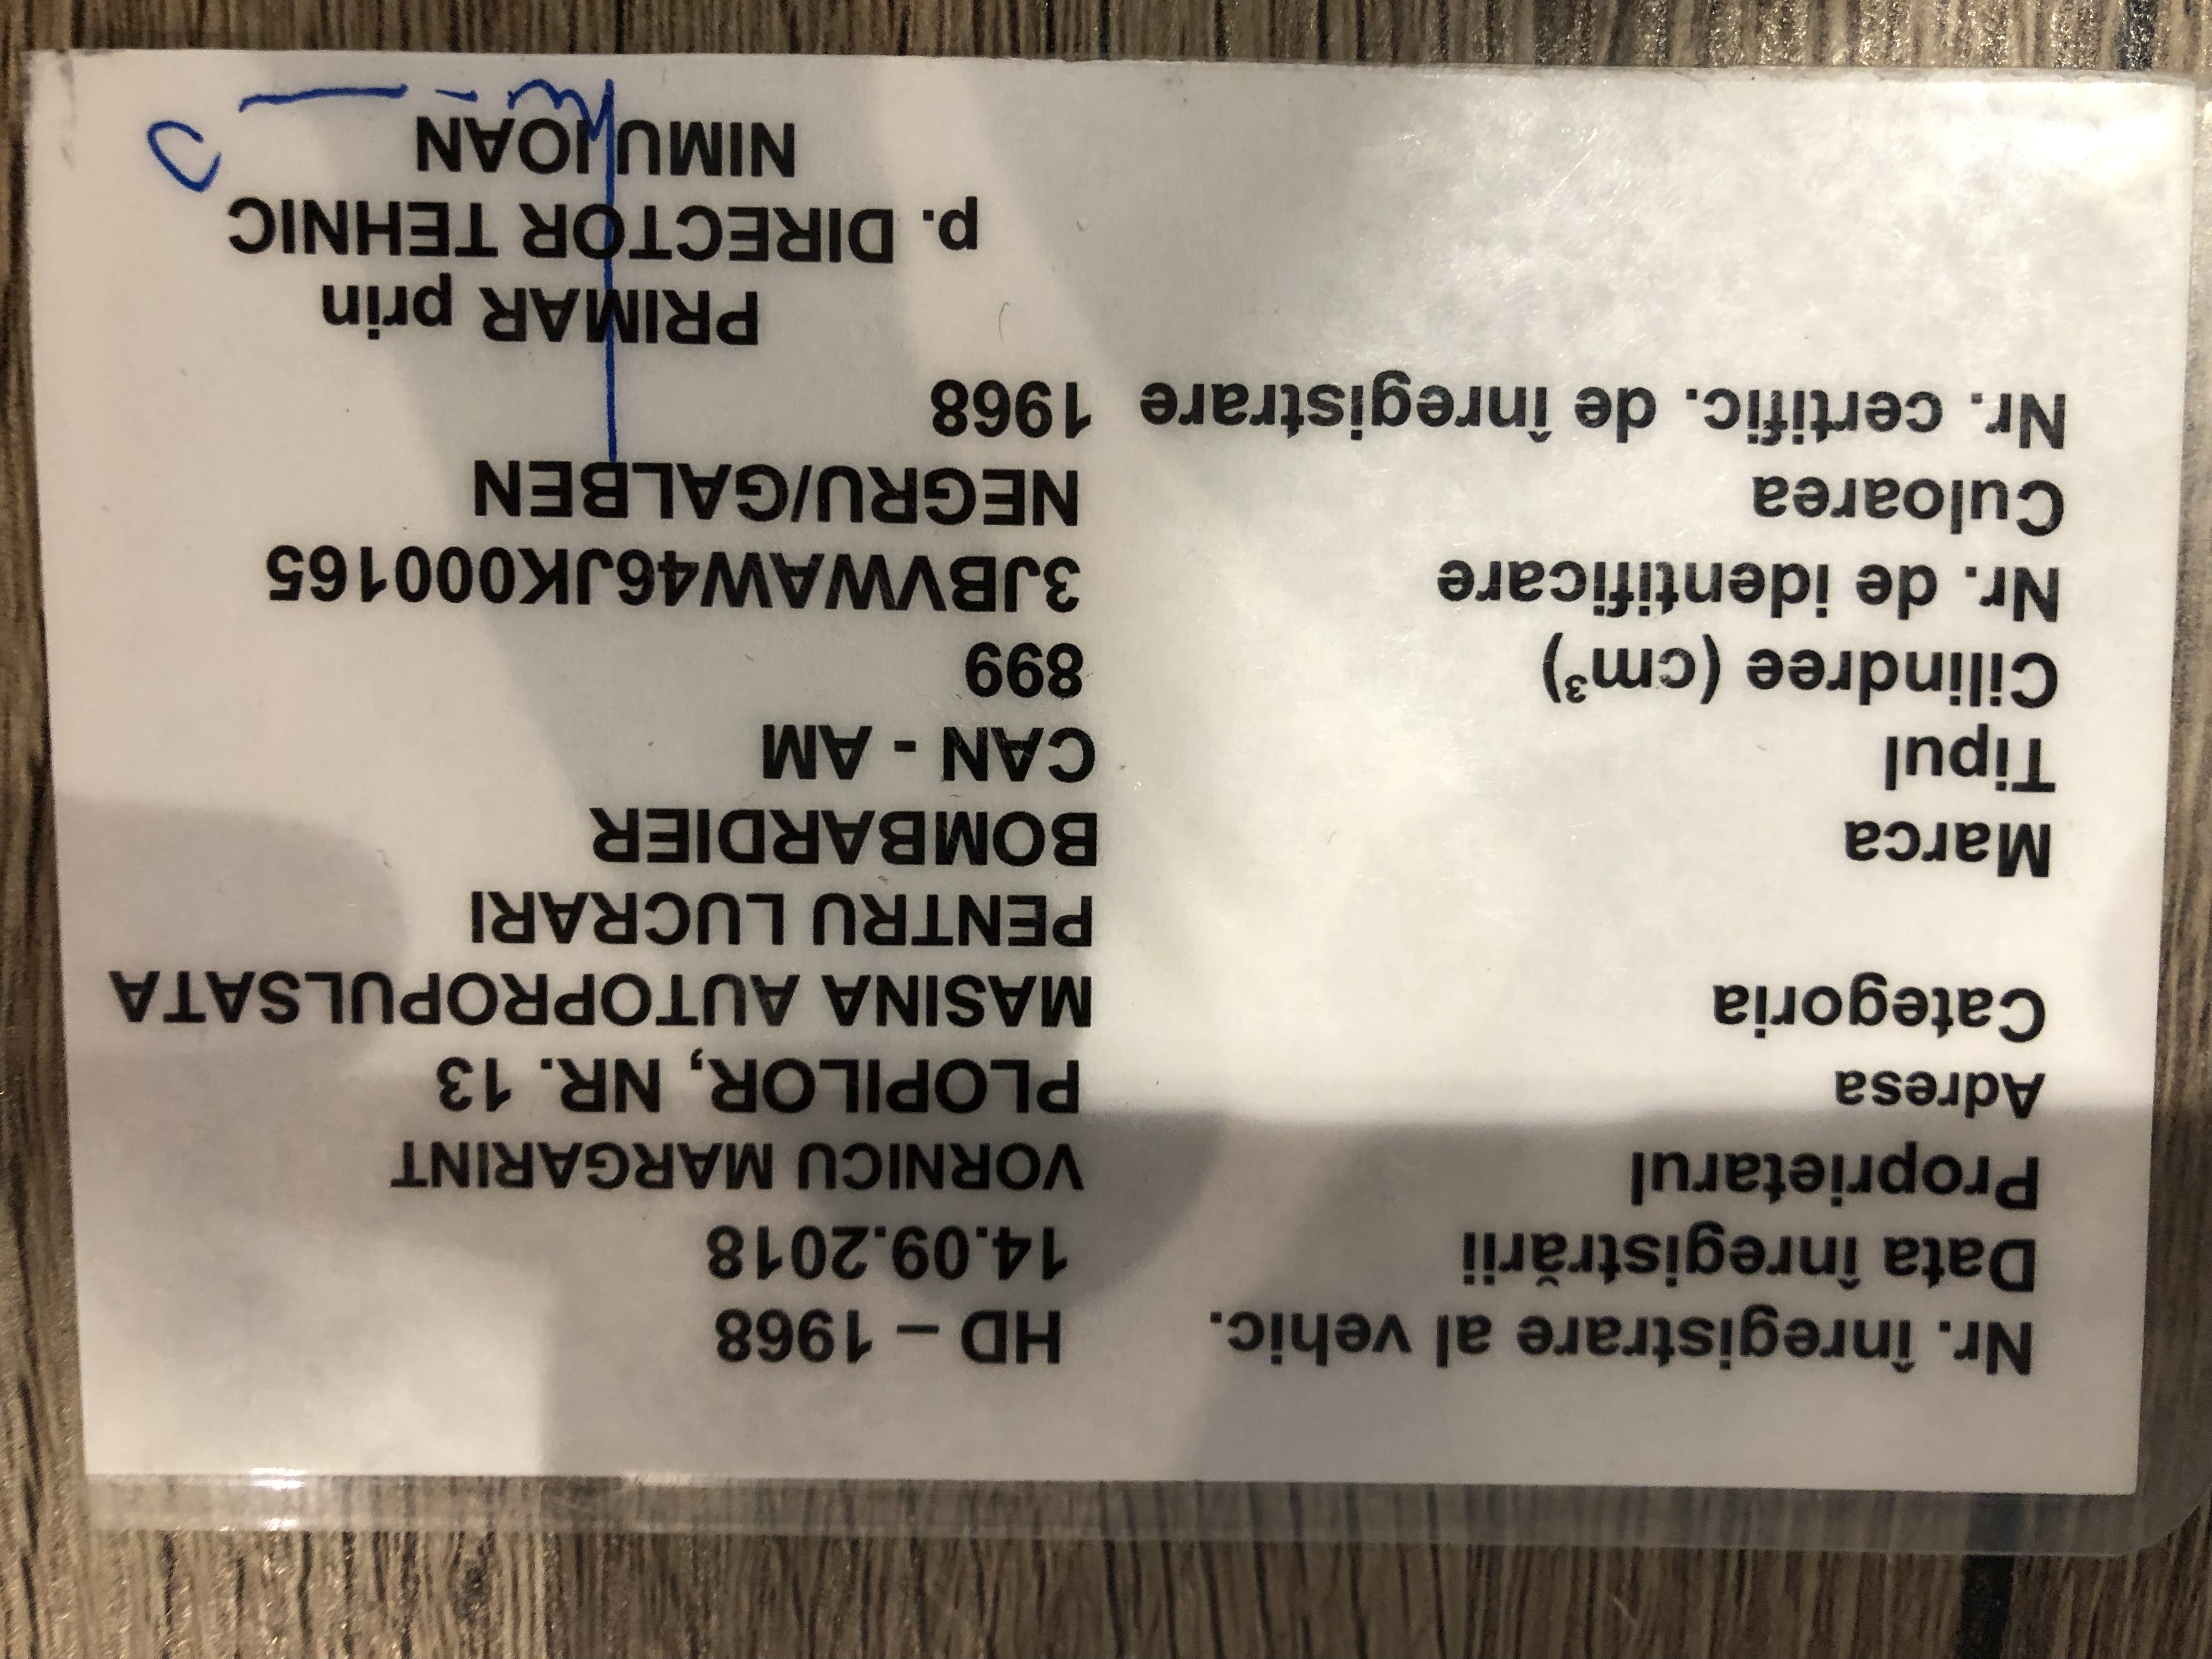 Nr. înregistrare al vehic. HD – 1968
Data înregistrării 14.09.2018
Proprietarul VORNICU MARGARINT
Adresa PLOPILOR, NR. 13
Categoria MASINA AUTOPROPULSATA
PENTRU LUCRARI
Marca BOMBARDIER
Tipul CAN - AM
Cilindree (cm³) 899
Nr. de identificare 3JBVWAW46JK000165
Culoarea NEGRU/GALBEN
Nr. certific. de înregistrare 1968
PRIMAR prin
p. DIRECTOR TEHNIC
NIMU IOAN